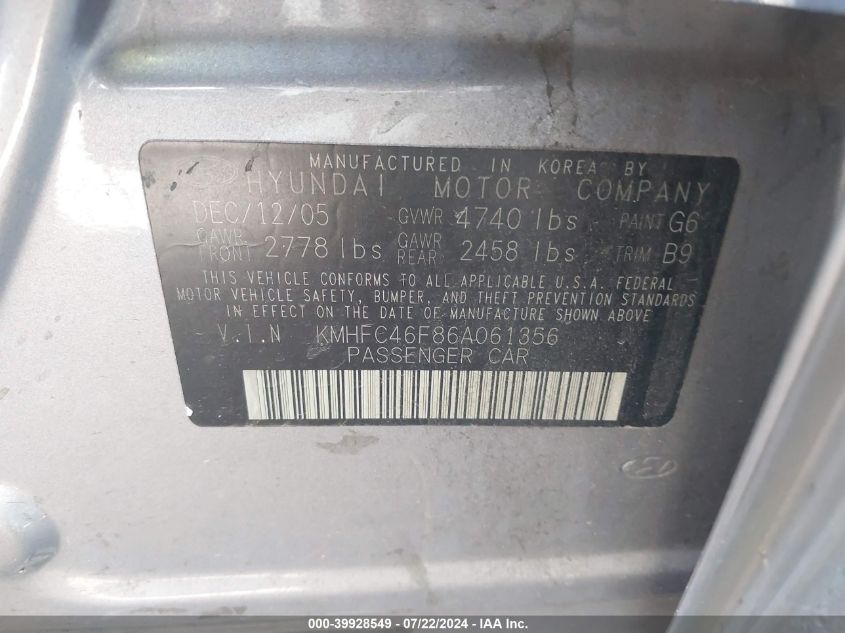 MANUFACTURED IN KOREA BY
HYUNDAI MOTOR COMPANY
DEC/12/05 GVWR 4740 lbs PAINT G6
GAWR FRONT 2778 lbs GAWR REAR 2458 lbs TRIM B9
THIS VEHICLE CONFORMS TO ALL APPLICABLE U.S.A. FEDERAL
MOTOR VEHICLE SAFETY, BUMPER, AND THEFT PREVENTION STANDARDS
IN EFFECT ON THE DATE OF MANUFACTURE SHOWN ABOVE
V.I.N KMHFC46F86A061356
PASSENGER CAR
000-39928549 - 07/22/2024 - IAA Inc.